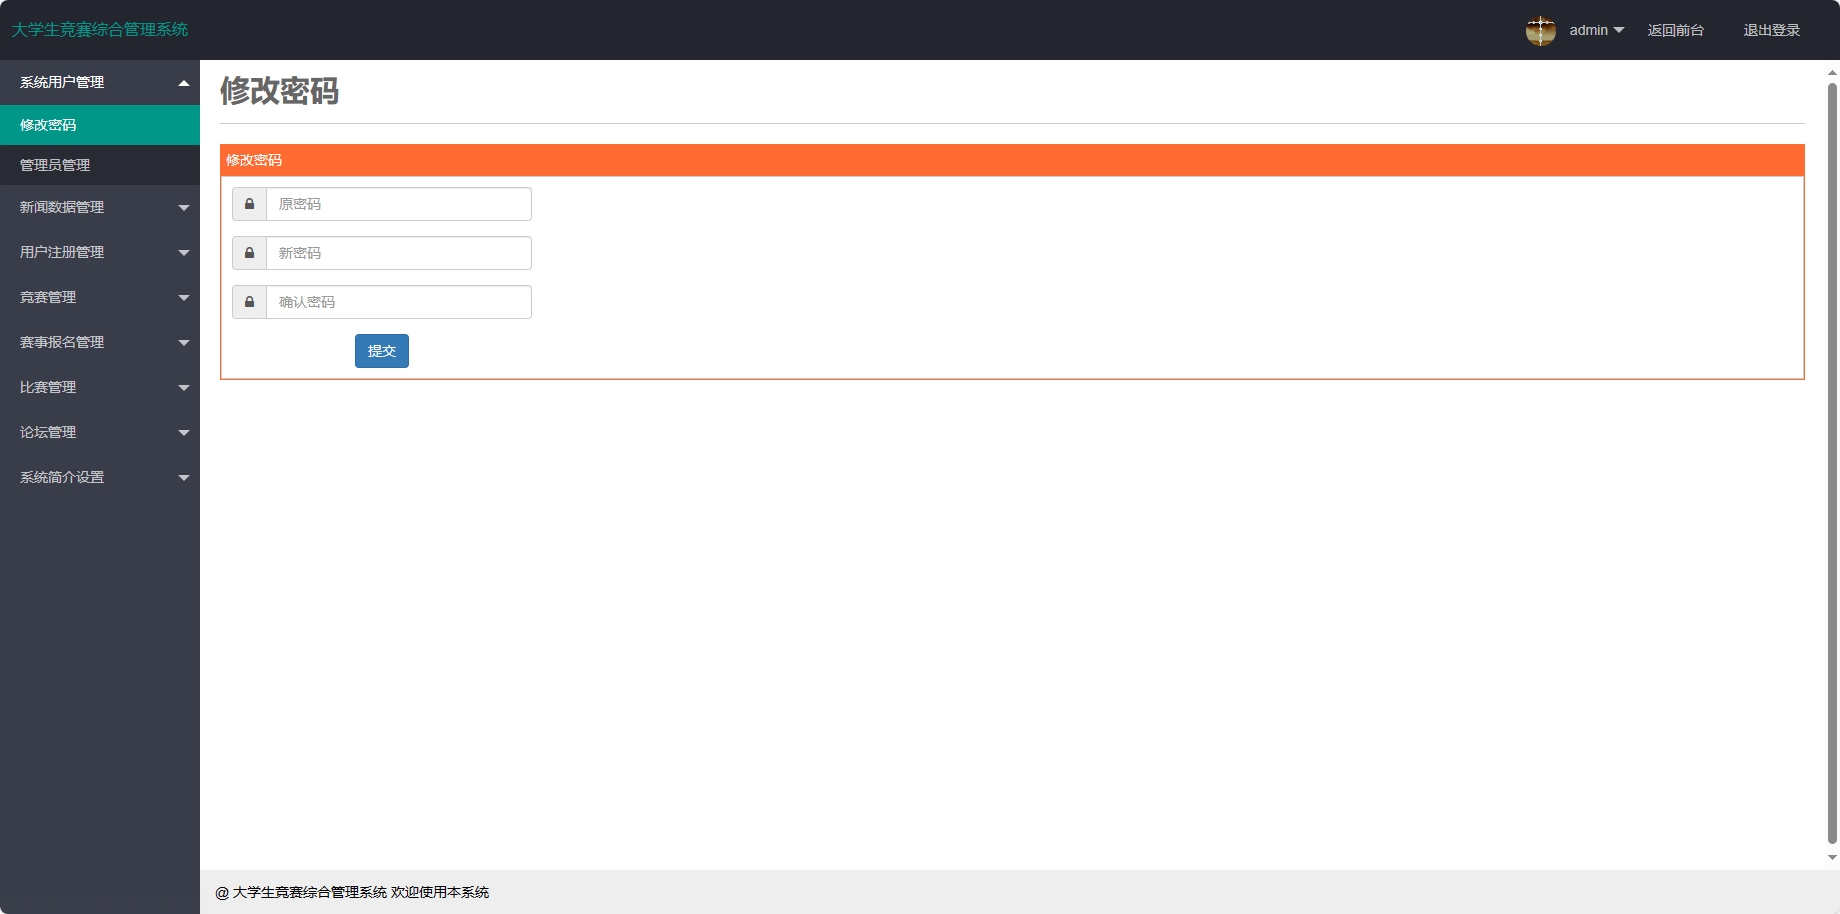 大学生竞赛综合管理系统
admin
返回前台
退出登录
系统用户管理
修改密码
管理员管理
新闻数据管理
用户注册管理
竞赛管理
赛事报名管理
比赛管理
论坛管理
系统简介设置
修改密码
修改密码
原密码
新密码
确认密码
提交
@ 大学生竞赛综合管理系统 欢迎使用本系统